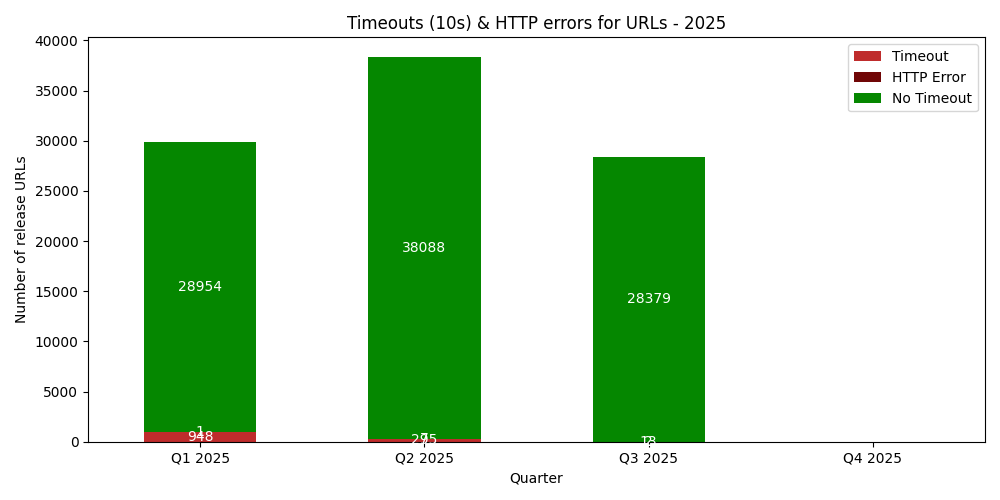 Timeouts (10s) & HTTP errors for URLs - 2025
Number of release URLs
40000
35000
30000
25000
20000
15000
10000
5000
0
Timeout
HTTP Error
No Timeout
28954
38088
28379
1
948
295
Q1 2025
Q2 2025
Q3 2025
Q4 2025
Quarter